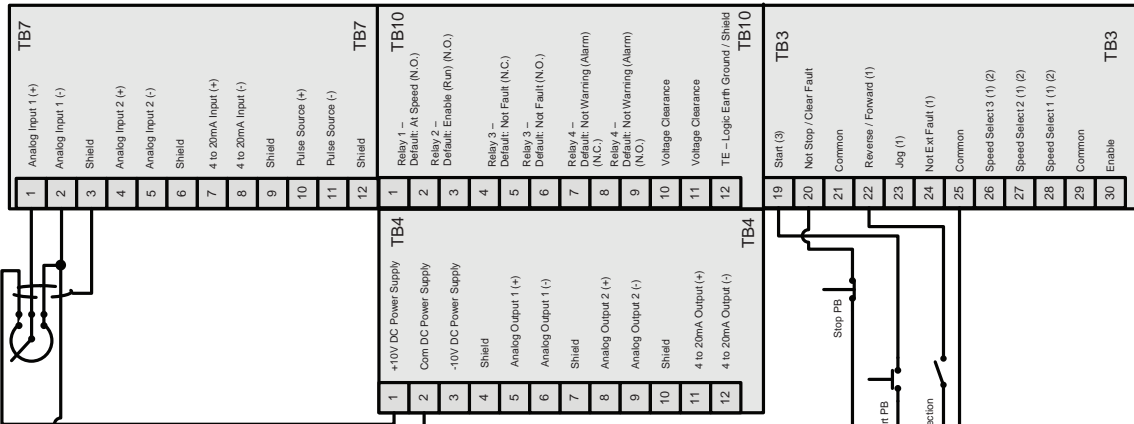 TB7
TB7
Analog Input 1 (+)
Analog Input 1 (-)
Shield
Analog Input 2 (+)
Analog Input 2 (-)
Shield
4 to 20mA Input (+)
4 to 20mA Input (-)
Shield
Pulse Source (+)
Pulse Source (-)
Shield
1
2
3
4
5
6
7
8
9
10
11
12
TB10
TB10
Relay 1 –
Default: At Speed (N.O.)
Relay 2 –
Default: Enable (Run) (N.O.)
Relay 3 –
Default: Not Fault (N.C.)
Relay 3 –
Default: Not Fault (N.O.)
Relay 4 –
Default: Not Warning (Alarm)
(N.C.)
Relay 4 –
Default: Not Warning (Alarm)
(N.O.)
Voltage Clearance
Voltage Clearance
TE – Logic Earth Ground / Shield
1
2
3
4
5
6
7
8
9
10
11
12
TB4
TB4
+10V DC Power Supply
Com DC Power Supply
-10V DC Power Supply
Shield
Analog Output 1 (+)
Analog Output 1 (-)
Shield
Analog Output 2 (+)
Analog Output 2 (-)
Shield
4 to 20mA Output (+)
4 to 20mA Output (-)
1
2
3
4
5
6
7
8
9
10
11
12
TB3
TB3
Start (3)
Not Stop / Clear Fault
Common
Reverse / Forward (1)
Jog (1)
Not Ext Fault (1)
Common
Speed Select 3 (1) (2)
Speed Select 2 (1) (2)
Speed Select 1 (1) (2)
Common
Enable
19
20
21
22
23
24
25
26
27
28
29
30
Stop PB
PB